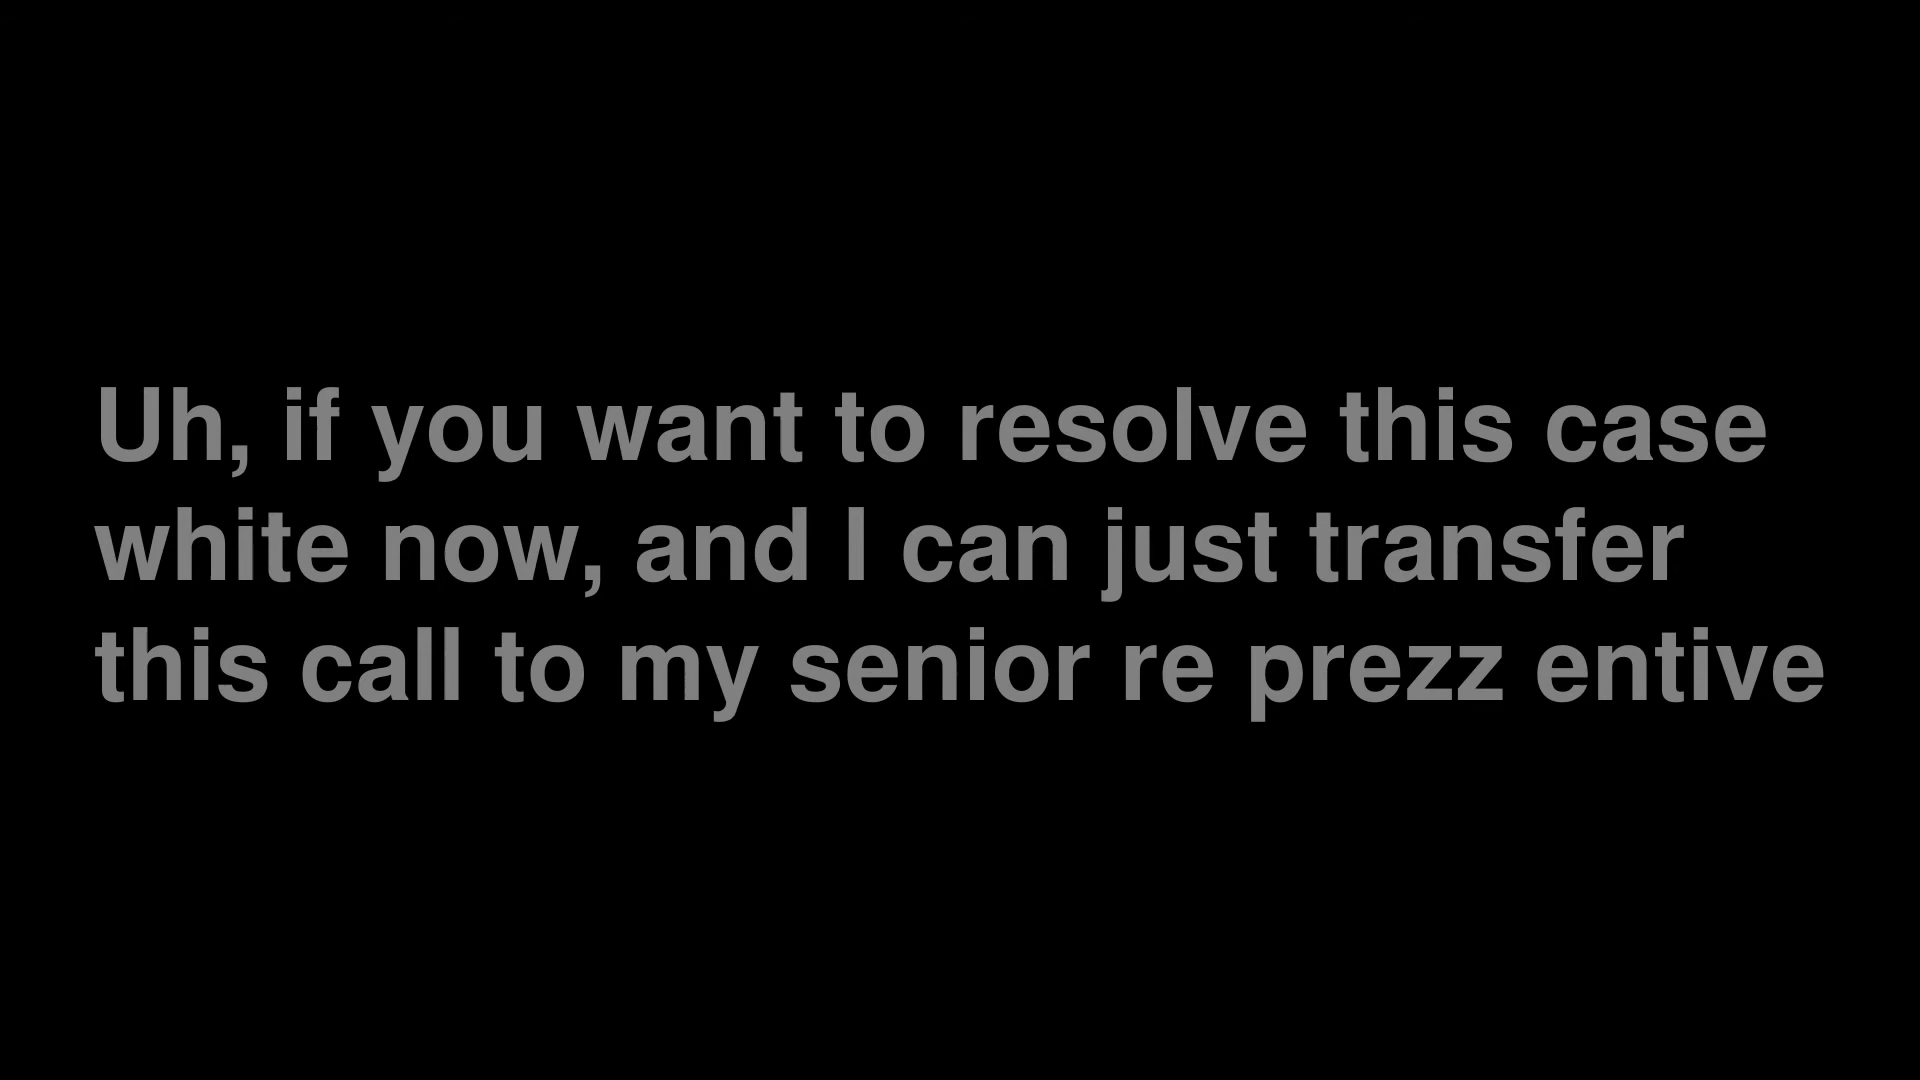 Uh, if you want to resolve this case
white now, and I can just transfer
this call to my senior re prezz entive